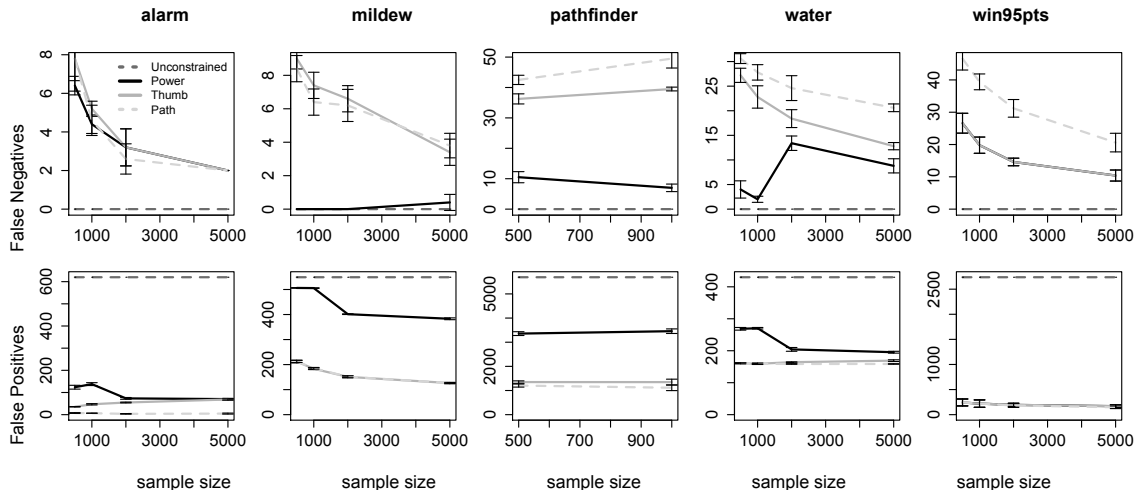 alarm
mildew
pathfinder
water
win95pts
False Negatives
8
6
4
2
0
Unconstrained
Power
Thumb
Path
1000 3000 5000
8
6
4
2
0
1000 3000 5000
50
40
30
20
10
0
500 700 900
25
15
5
0
1000 3000 5000
40
30
20
10
0
1000 3000 5000
False Positives
600
400
200
0
1000 3000 5000
sample size
400
200
0
1000 3000 5000
sample size
5000
2000
0
500 700 900
sample size
400
200
0
1000 3000 5000
sample size
2500
1000
0
1000 3000 5000
sample size